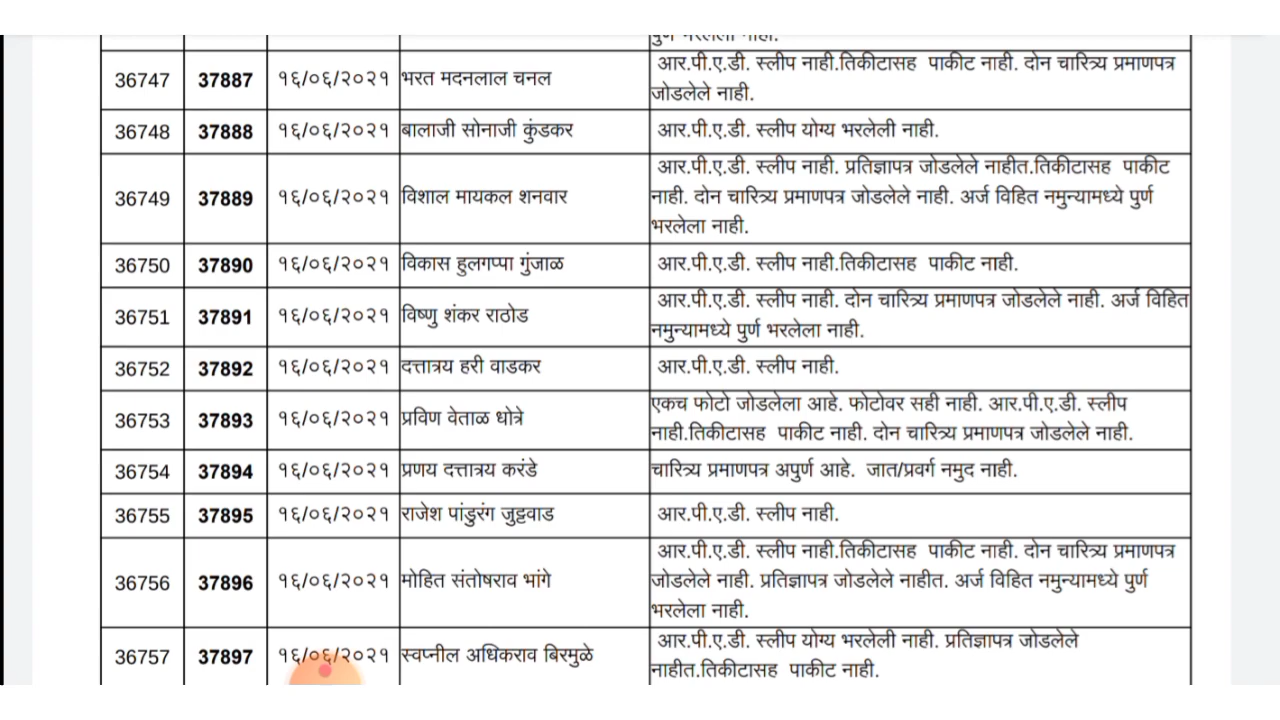 पुर्ण भरलेला नाही.
36747 37887 १६/०६/२०२१ भरत मदनलाल चनल आर.पी.ए.डी. स्लीप नाही.तिकीटासह पाकीट नाही. दोन चारित्र्य प्रमाणपत्र
जोडलेले नाही.
36748 37888 १६/०६/२०२१ बालाजी सोनाजी कुंडकर आर.पी.ए.डी. स्लीप योग्य भरलेली नाही.
36749 37889 १६/०६/२०२१ विशाल मायकल शनवार आर.पी.ए.डी. स्लीप नाही. प्रतिज्ञापत्र जोडलेले नाहीत.तिकीटासह पाकीट
नाही. दोन चारित्र्य प्रमाणपत्र जोडलेले नाही. अर्ज विहित नमुन्यामध्ये पुर्ण
भरलेला नाही.
36750 37890 १६/०६/२०२१ विकास हुलगप्पा गुंजाळ आर.पी.ए.डी. स्लीप नाही.तिकीटासह पाकीट नाही.
36751 37891 १६/०६/२०२१ विष्णु शंकर राठोड आर.पी.ए.डी. स्लीप नाही. दोन चारित्र्य प्रमाणपत्र जोडलेले नाही. अर्ज विहित
नमुन्यामध्ये पुर्ण भरलेला नाही.
36752 37892 १६/०६/२०२१ दत्तात्रय हरी वाडकर आर.पी.ए.डी. स्लीप नाही.
36753 37893 १६/०६/२०२१ प्रविण वेताळ धोत्रे एकच फोटो जोडलेला आहे. फोटोवर सही नाही. आर.पी.ए.डी. स्लीप
नाही.तिकीटासह पाकीट नाही. दोन चारित्र्य प्रमाणपत्र जोडलेले नाही.
36754 37894 १६/०६/२०२१ प्रणय दत्तात्रय करंडे चारित्र्य प्रमाणपत्र अपुर्ण आहे. जात/प्रवर्ग नमुद नाही.
36755 37895 १६/०६/२०२१ राजेश पांडुरंग जुट्टवाड आर.पी.ए.डी. स्लीप नाही.
36756 37896 १६/०६/२०२१ मोहित संतोषराव भांगे आर.पी.ए.डी. स्लीप नाही.तिकीटासह पाकीट नाही. दोन चारित्र्य प्रमाणपत्र
जोडलेले नाही. प्रतिज्ञापत्र जोडलेले नाहीत. अर्ज विहित नमुन्यामध्ये पुर्ण
भरलेला नाही.
36757 37897 १६/०६/२०२१ स्वप्नील अधिकराव बिरमुळे आर.पी.ए.डी. स्लीप योग्य भरलेली नाही. प्रतिज्ञापत्र जोडलेले
नाहीत.तिकीटासह पाकीट नाही.